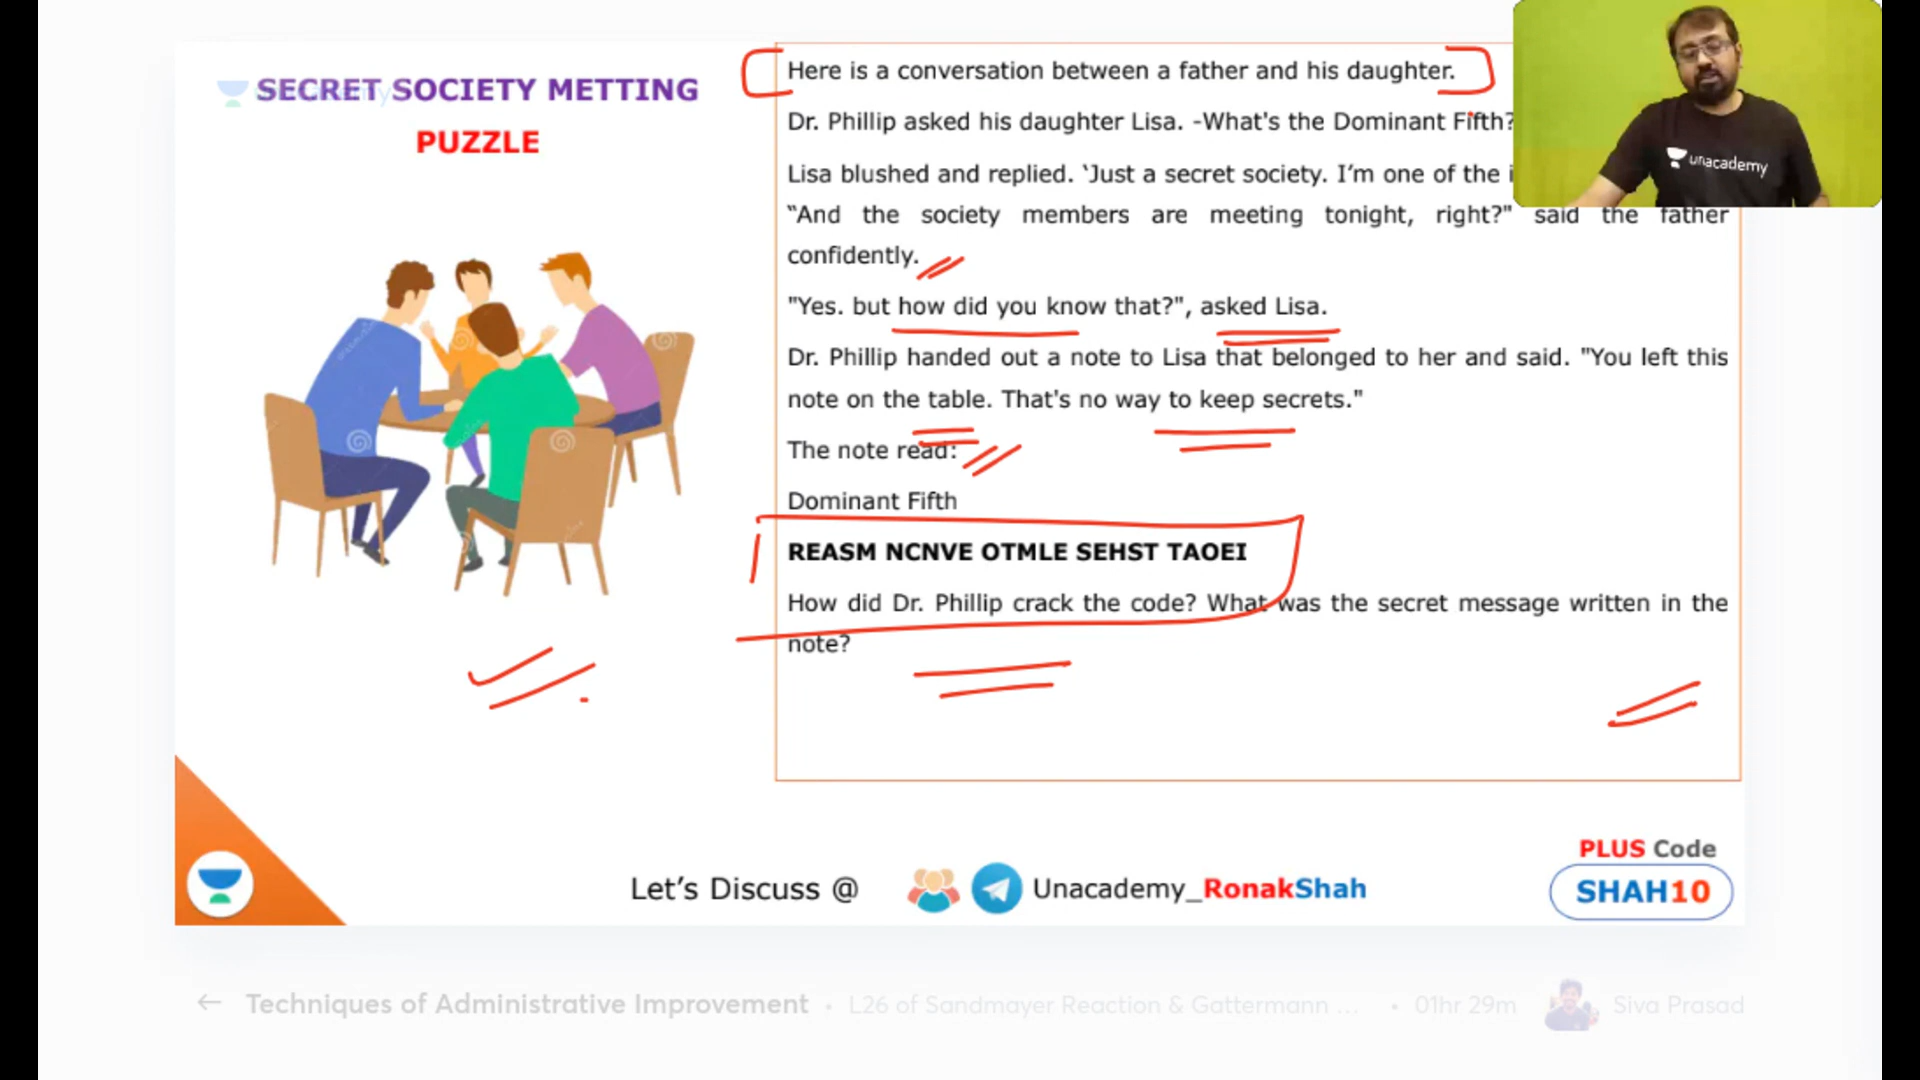 SECRET SOCIETY METTING
PUZZLE
Here is a conversation between a father and his daughter.
Dr. Phillip asked his daughter Lisa. -What's the Dominant Fifth?
Lisa blushed and replied. ‘Just a secret society. I’m one of the
“And the society members are meeting tonight, right?" said the father
confidently.
"Yes. but how did you know that?", asked Lisa.
Dr. Phillip handed out a note to Lisa that belonged to her and said. "You left this
note on the table. That's no way to keep secrets."
The note read:
Dominant Fifth
REASM NCNVE OTMLE SEHST TAOEI
How did Dr. Phillip crack the code? What was the secret message written in the
note?
unacademy
Let’s Discuss @ Unacademy_RonakShah
PLUS Code
SHAH10
Techniques of Administrative Improvement • L26 of Sandmayer Reaction & Gattermann ... • 01hr 29m Siva Prasad